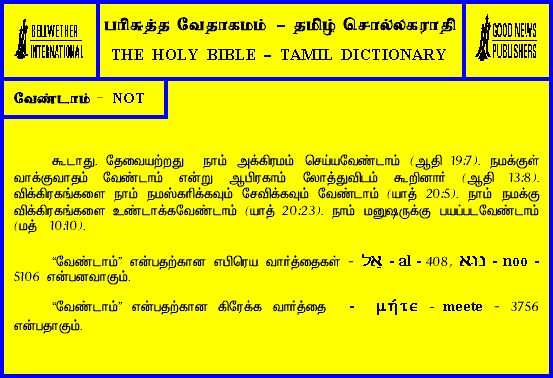 BELLWETHER
INTERNATIONAL
பரிசுத்த வேதாகமம் – தமிழ் சொல்லகராதி
THE HOLY BIBLE – TAMIL DICTIONARY
GOOD NEWS
PUBLISHERS
வேண்டாம் – NOT
கூடாது. தேவையற்றது நாம் அக்கிரமம் செய்யவேண்டாம் (ஆதி 19:7). நமக்குள்
வாக்குவாதம் வேண்டாம் என்று ஆபிரகாம் லோத்துவிடம் கூறினார் (ஆதி 13:8).
விக்கிரகங்களை நாம் நமஸ்கரிக்கவும் சேவிக்கவும் வேண்டாம் (யாத் 20:5). நாம் நமக்கு
விக்கிரகங்களை உண்டாக்கவேண்டாம் (யாத் 20:23). நாம் மனுஷருக்கு பயப்படவேண்டாம்
(மத் 10:10).
“வேண்டாம்” என்பதற்கான எபிரெய வார்த்தைகள் - אַל - al - 408, נוּא - noo -
5106 என்பனவாகும்.
“வேண்டாம்” என்பதற்கான கிரேக்க வார்த்தை - μήτε - meete - 3756
என்பதாகும்.